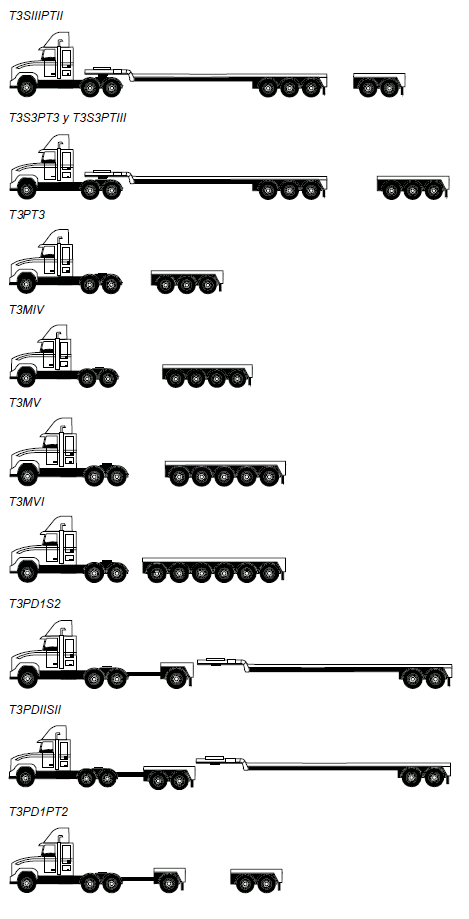 T3SIIIPTII
T3S3PT3 y T3S3PTIII
T3PT3
T3MIV
T3MV
T3MVI
T3PD1S2
T3PDIISII
T3PD1PT2